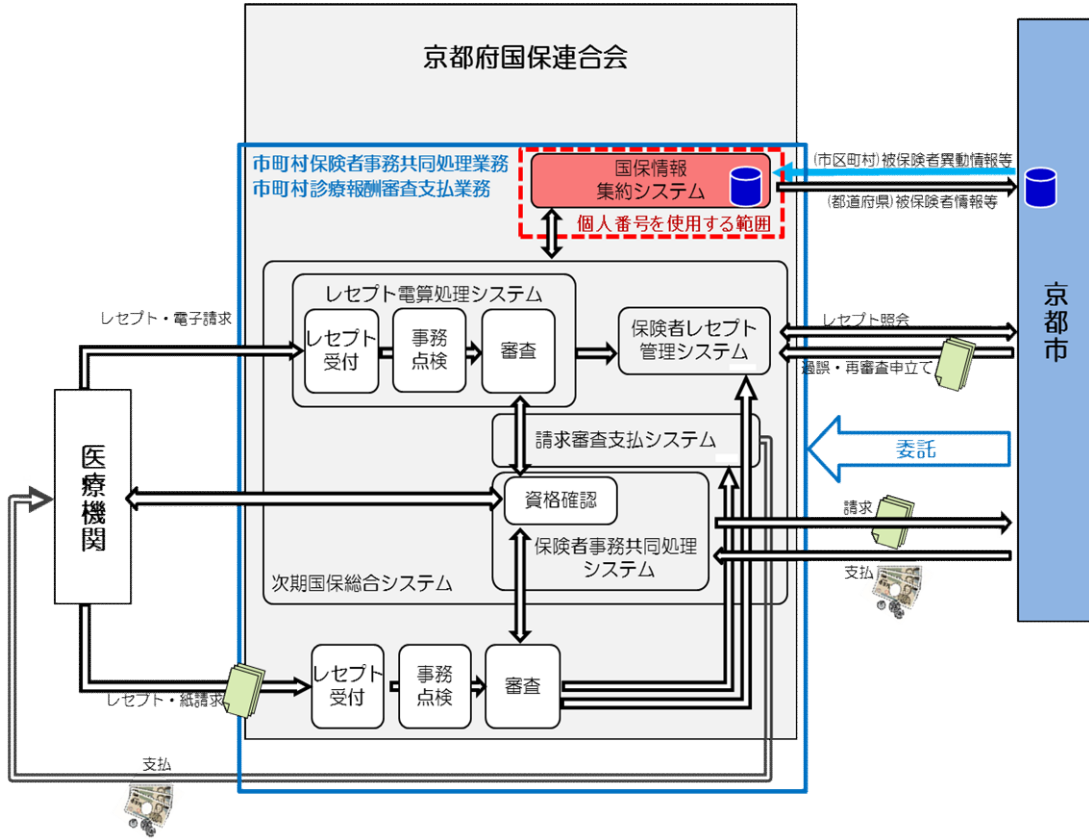 京都府国保連合会
市町村保険者事務共同処理業務
市町村診療報酬審査支払業務
国保情報
集約システム
個人番号を使用する範囲
(市区町村)被保険者異動情報等
(都道府県)被保険者情報等
京都市
レセプト電算処理システム
レセプト
受付
事務
点検
審査
保険者レセプト
管理システム
レセプト・電子請求
レセプト照会
過誤・再審査申立て
医療機関
請求審査支払システム
委託
資格確認
保険者事務共同処理
システム
次期国保総合システム
請求
支払
レセプト
受付
事務
点検
審査
レセプト・紙請求
支払